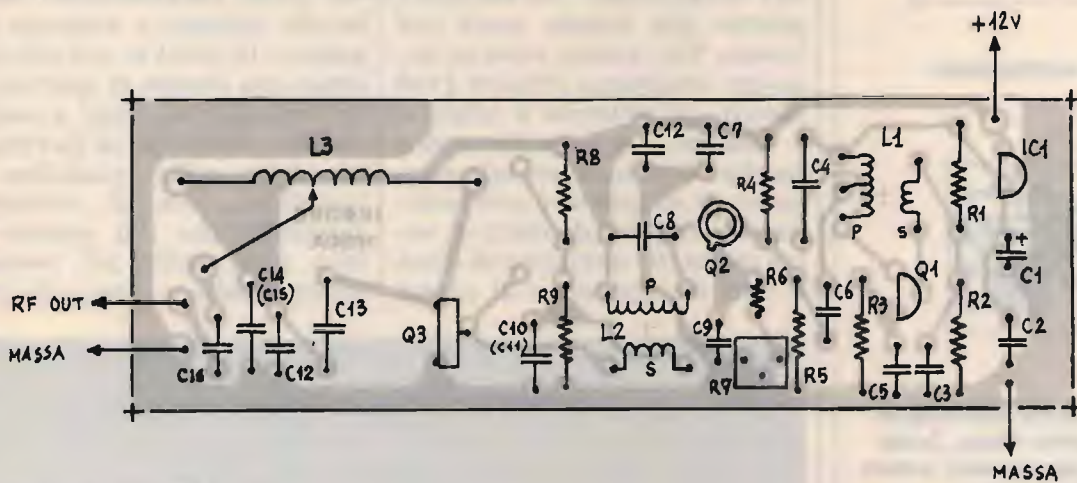 +12V
L3
R8
C12
C7
R4
C4
L1
P
S
R1
IC1
C8
Q2
+
C1
RF OUT
MASSA
C16
C14
(C15)
C12
C13
Q3
C10
(C11)
R9
P
L2
S
C9
R7
R6
R5
C6
R3
Q1
C5
C3
R2
C2
MASSA